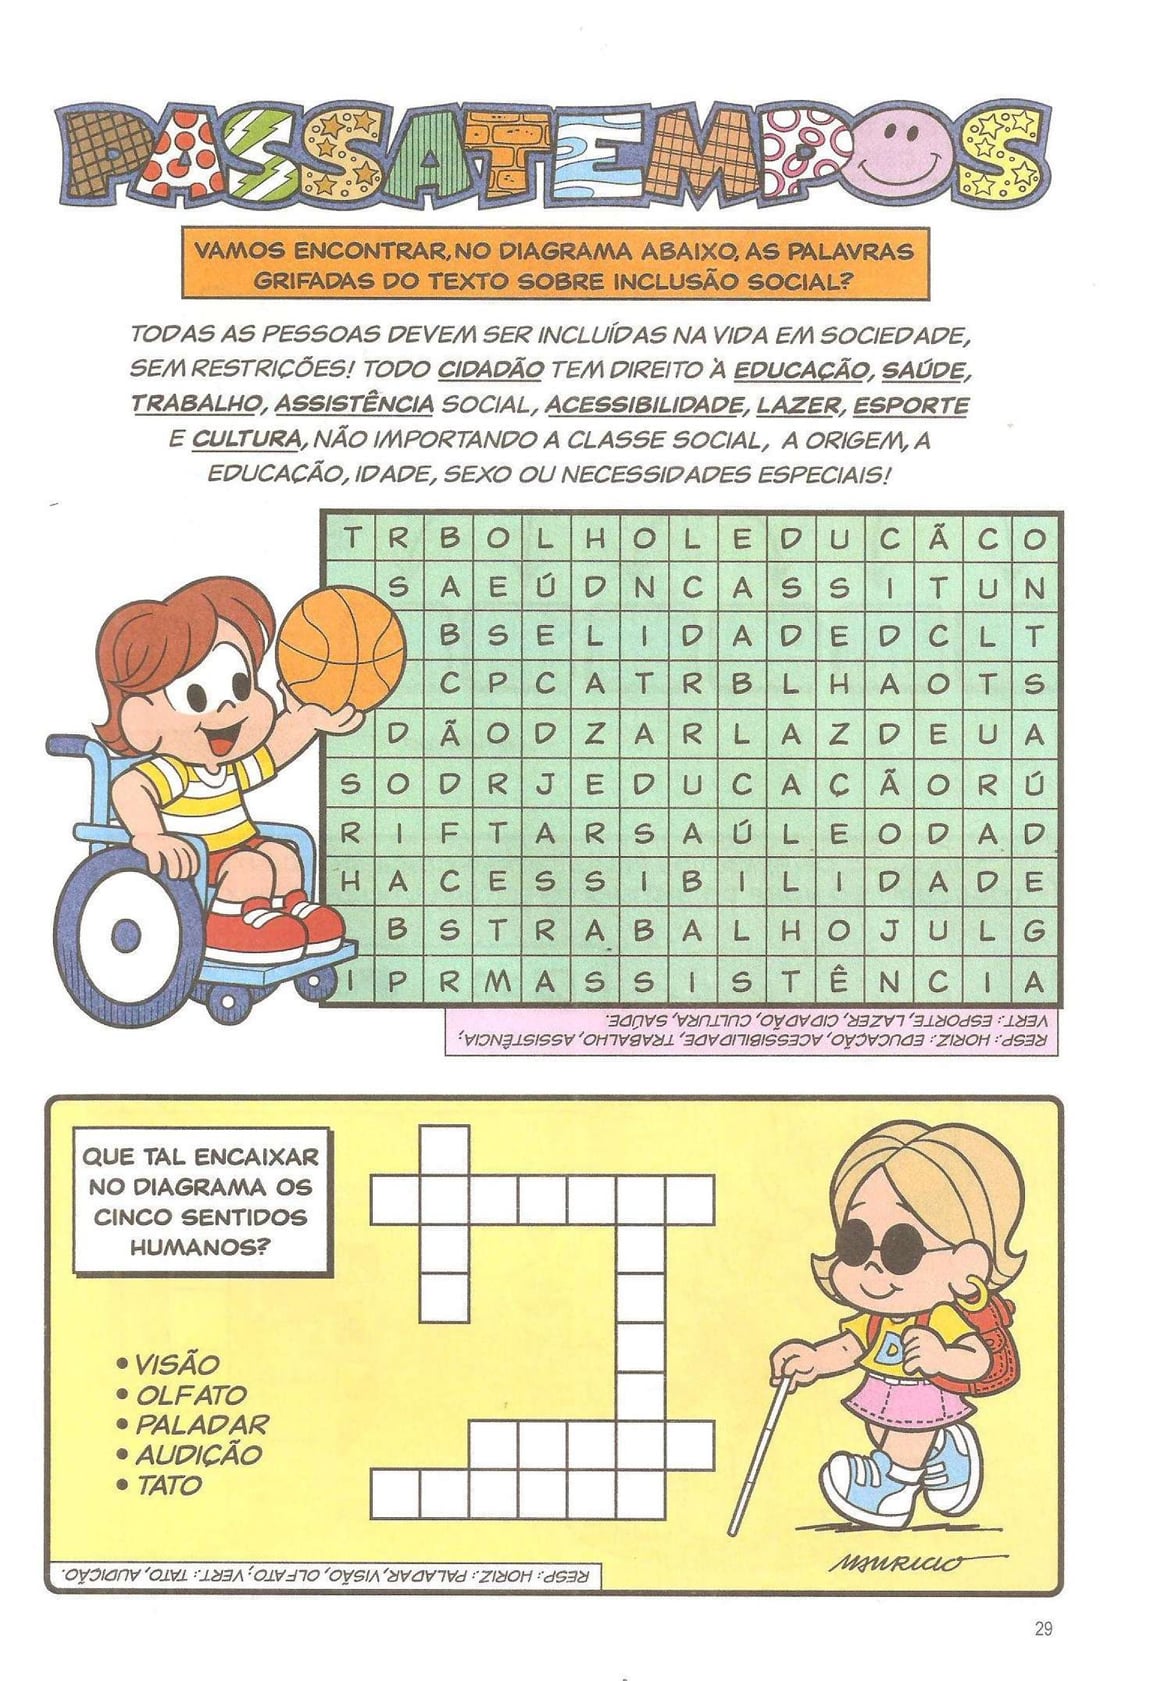 PASSATEMPOS
VAMOS ENCONTRAR, NO DIAGRAMA ABAIXO, AS PALAVRAS
GRIFADAS DO TEXTO SOBRE INCLUSÃO SOCIAL?
TODAS AS PESSOAS DEVEM SER INCLUÍDAS NA VIDA EM SOCIEDADE,
SEM RESTRIÇÕES! TODO CIDADÃO TEM DIREITO À EDUCAÇÃO, SAÚDE,
TRABALHO, ASSISTÊNCIA SOCIAL, ACESSIBILIDADE, LAZER, ESPORTE
E CULTURA, NÃO IMPORTANDO A CLASSE SOCIAL, A ORIGEM, A
EDUCAÇÃO, IDADE, SEXO OU NECESSIDADES ESPECIAIS!
T R B O L H O L E D U C Ã C O
S A E Ú D N C A S S I T U N
B S E L I D A D E D C L T
C P C A T R B L H A O T S
D Ã O D Z A R L A Z D E U A
S O D R J E D U C A Ç Ã O R Ú
R I F T A R S A Ú L E O D A D
H A C E S S I B I L I D A D E
B S T R A B A L H O J U L G
I P R M A S S I S T Ê N C I A
RESP.: HORIZ.: EDUCAÇÃO, ACESSIBILIDADE, TRABALHO, ASSISTÊNCIA;
VERT.: ESPORTE, LAZER, CIDADÃO, CULTURA, SAÚDE.
QUE TAL ENCAIXAR
NO DIAGRAMA OS
CINCO SENTIDOS
HUMANOS?
• VISÃO
• OLFATO
• PALADAR
• AUDIÇÃO
• TATO
D
MAURICIO
RESP.: HORIZ.: PALADAR, VISÃO, OLFATO; VERT.: TATO, AUDIÇÃO.
29